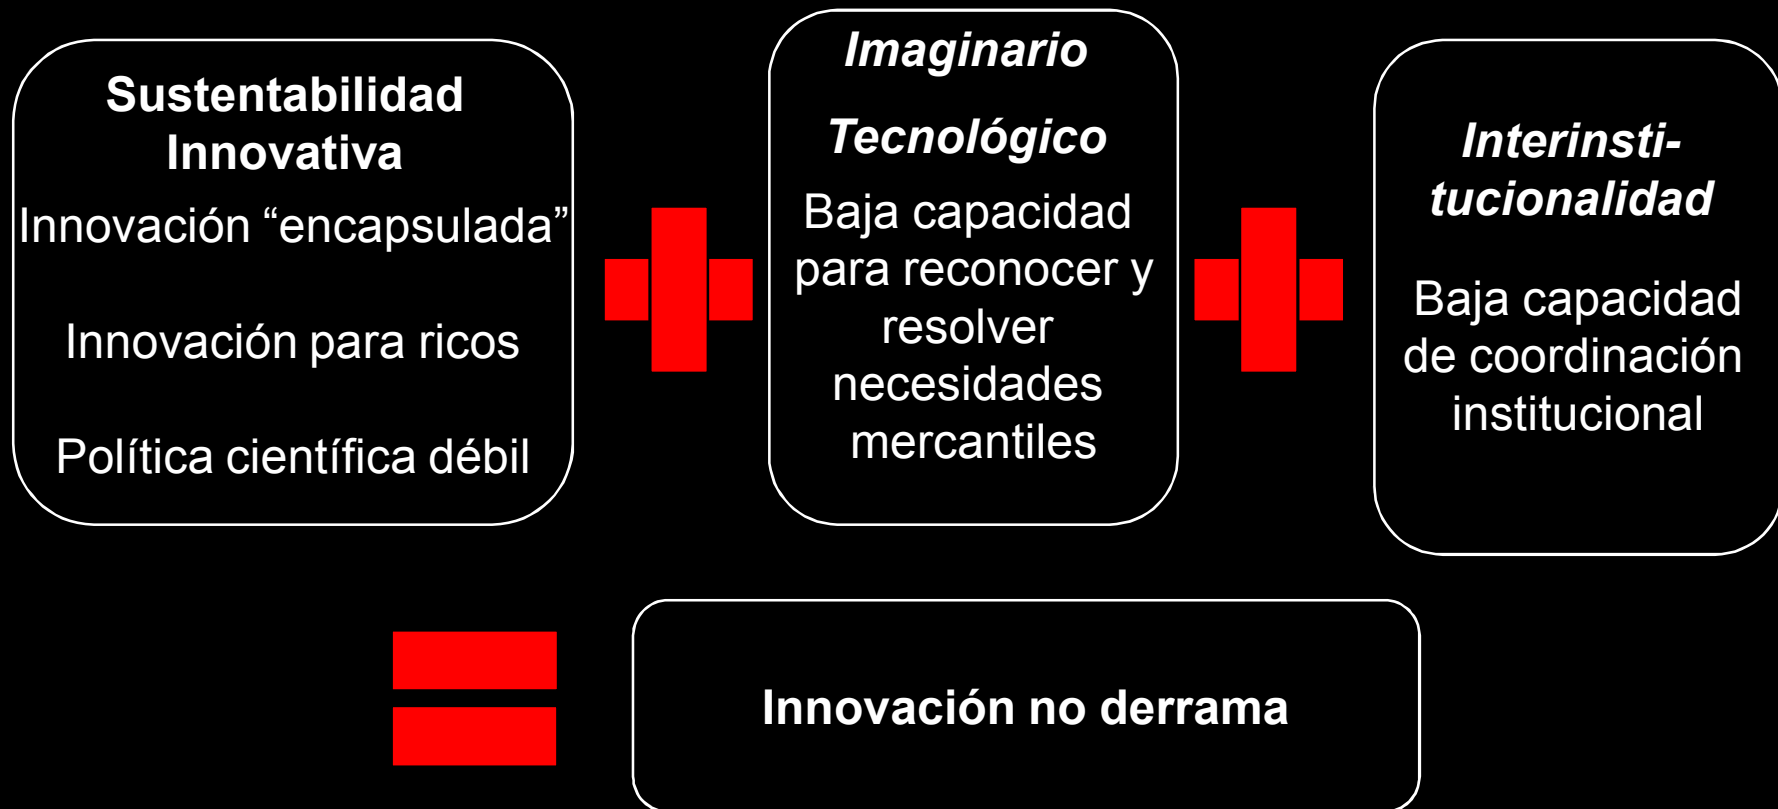 Sustentabilidad
Innovativa
Innovación “encapsulada”
Innovación para ricos
Política científica débil
Imaginario
Tecnológico
Baja capacidad
para reconocer y
resolver
necesidades
mercantiles
Interinsti-
tucionalidad
Baja capacidad
de coordinación
institucional
Innovación no derrama